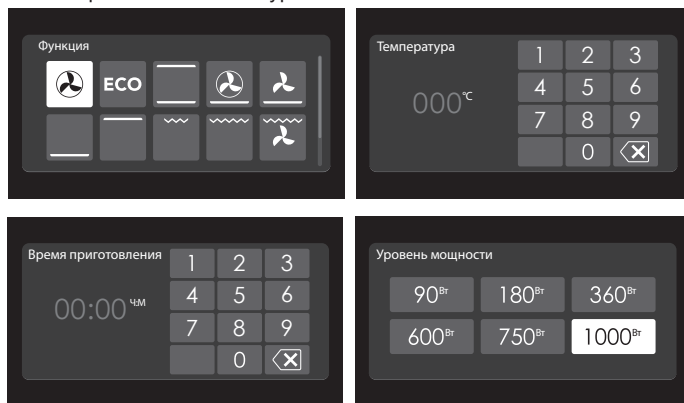 Функция
ECO
Температура
000°C
1 2 3
4 5 6
7 8 9
0
Время приготовления
00:00 Ч:М
1 2 3
4 5 6
7 8 9
0
Уровень мощности
90Вт 180Вт 360Вт
600Вт 750Вт 1000Вт